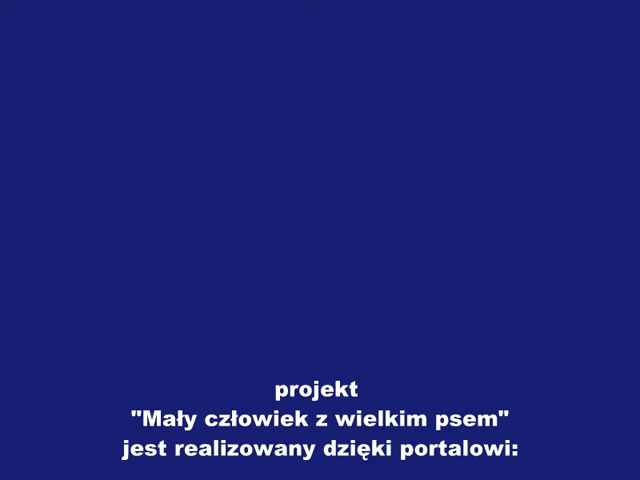 projekt
"Mały człowiek z wielkim psem"
jest realizowany dzięki portalowi: